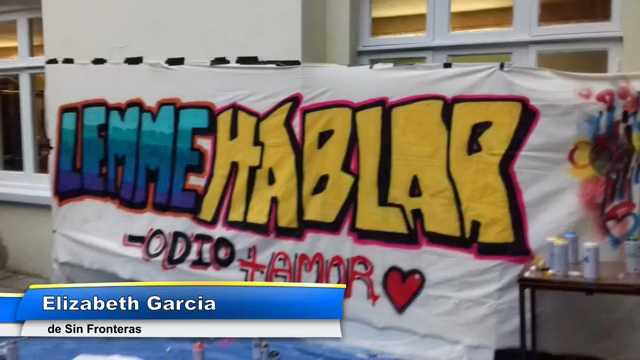 LEMME HABLAR
-ODIO +AMOR
Elizabeth Garcia
de Sin Fronteras